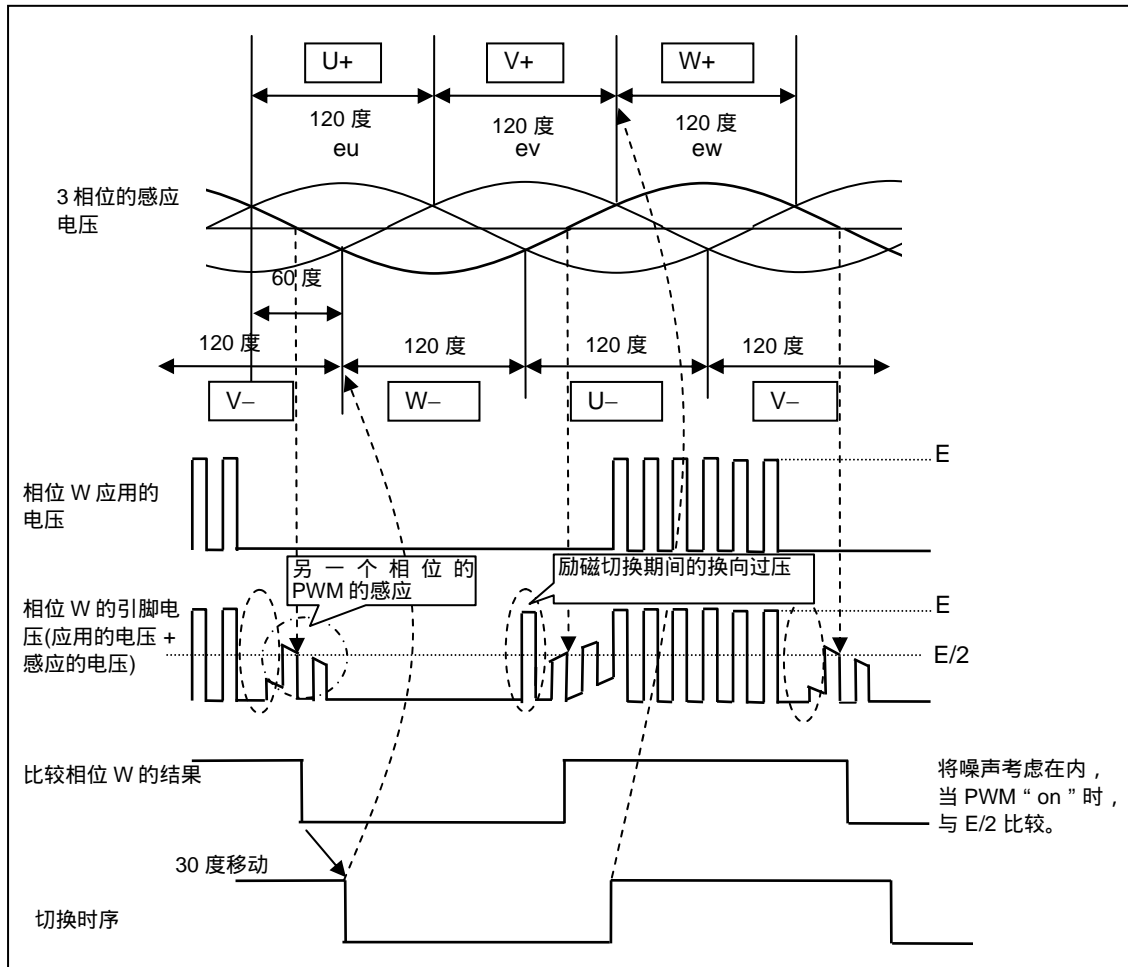 U+
V+
W+
120 度
120 度
120 度
eu
ev
ew
3 相位的感应
电压
60 度
120 度
120 度
120 度
120 度
V−
W−
U−
V−
E
相位 W 应用的
电压
另一个相位的
PWM 的感应
励磁切换期间的换向过压
相位 W 的引脚电
压(应用的电压 +
感应的电压)
E
E/2
比较相位 W 的结果
将噪声考虑在内，
当 PWM “ on ” 时，
与 E/2 比较。
30 度移动
切换时序